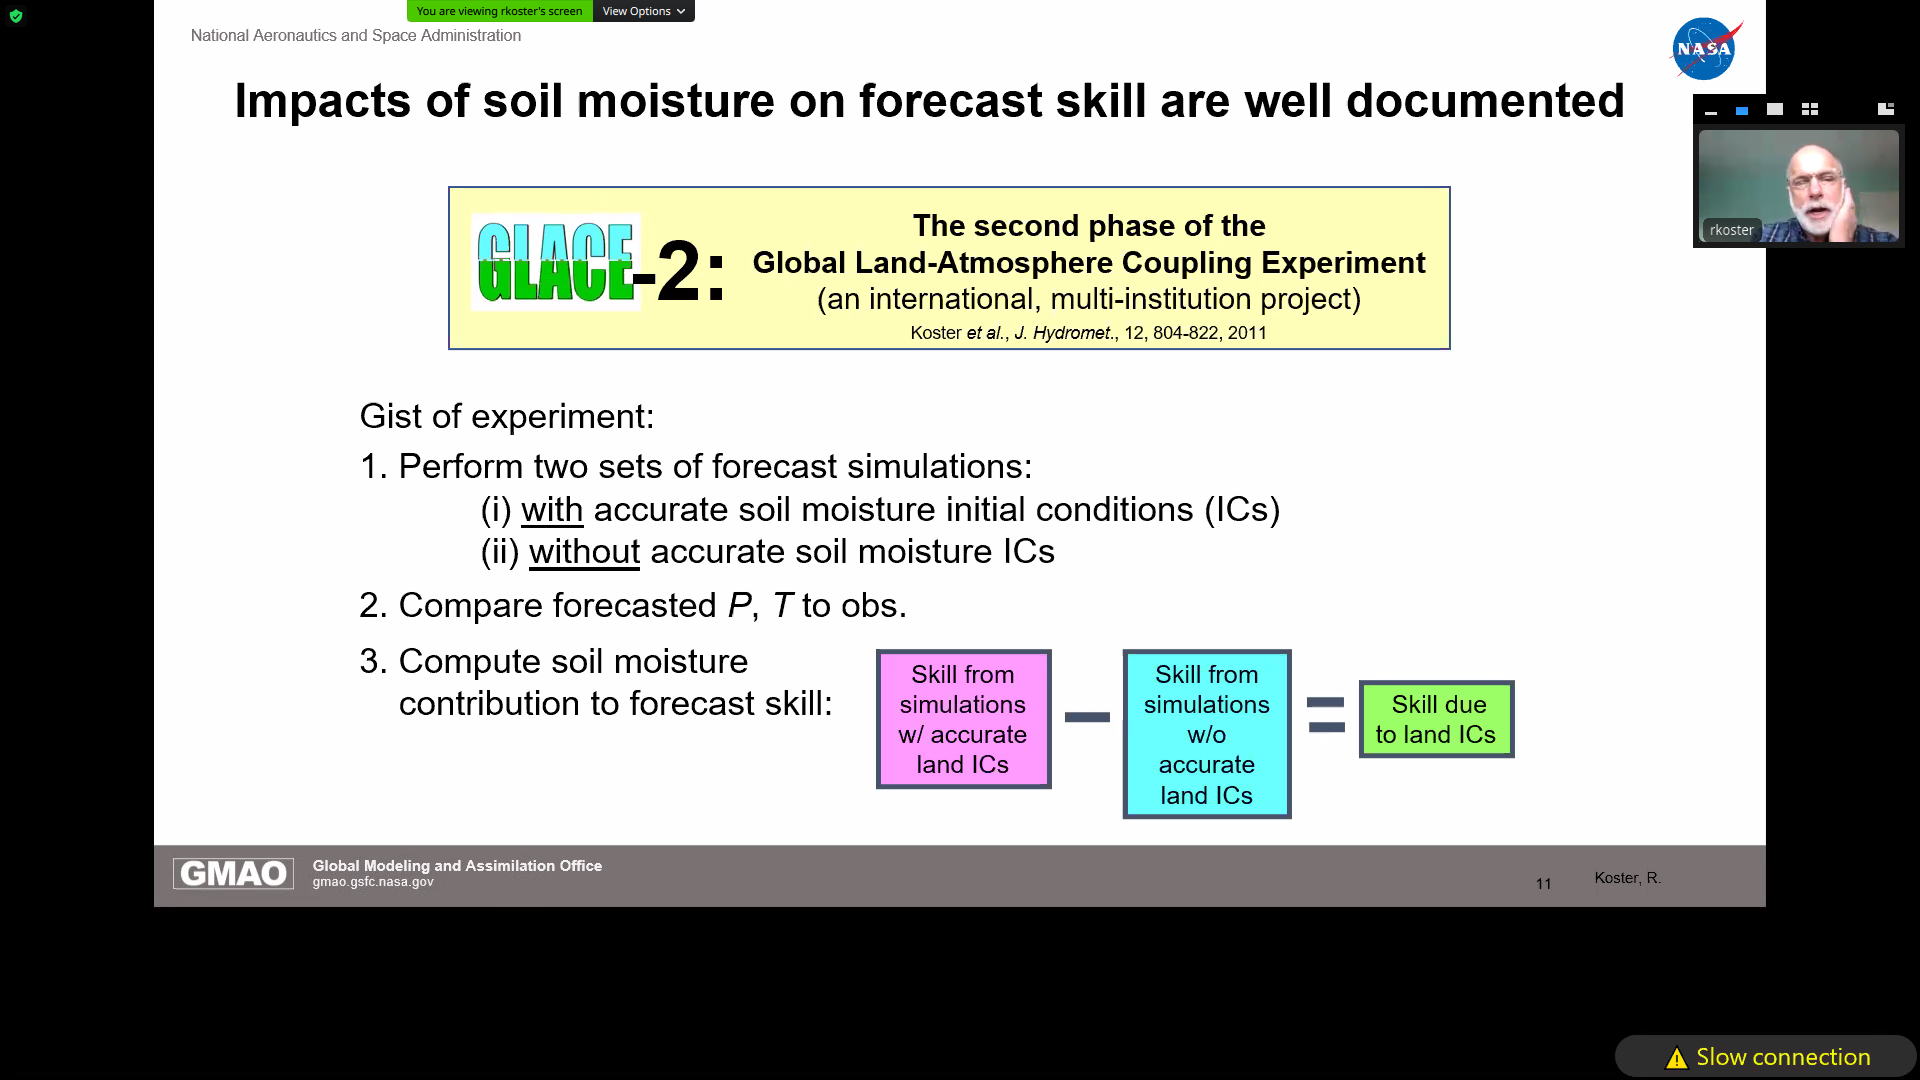 You are viewing rkoster's screen View Options
National Aeronautics and Space Administration
NASA
Impacts of soil moisture on forecast skill are well documented
rkoster
GLACE-2:
The second phase of the
Global Land-Atmosphere Coupling Experiment
(an international, multi-institution project)
Koster et al., J. Hydromet., 12, 804-822, 2011
Gist of experiment:
1. Perform two sets of forecast simulations:
(i) with accurate soil moisture initial conditions (ICs)
(ii) without accurate soil moisture ICs
2. Compare forecasted P, T to obs.
3. Compute soil moisture
contribution to forecast skill:
Skill from
simulations
w/ accurate
land ICs
Skill from
simulations
w/o
accurate
land ICs
Skill due
to land ICs
GMAO
Global Modeling and Assimilation Office
gmao.gsfc.nasa.gov
11
Koster, R.
Slow connection